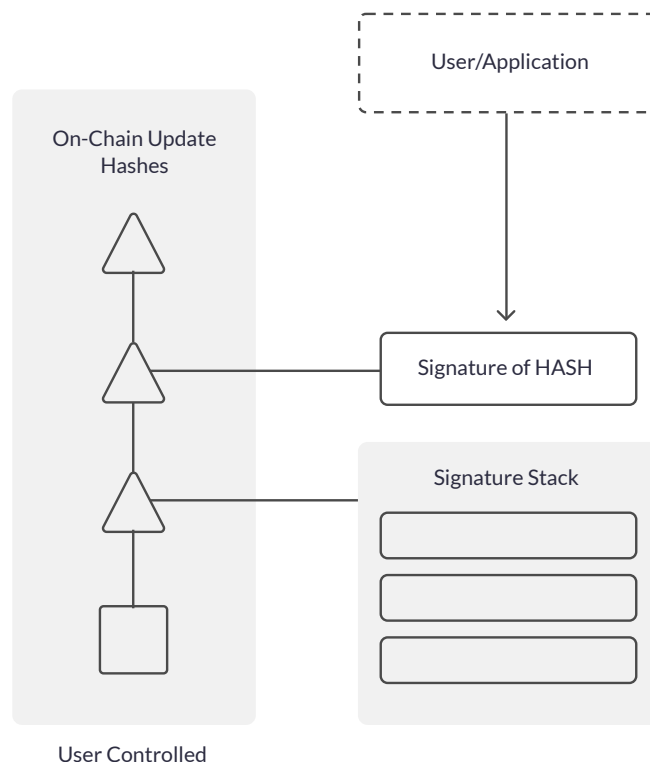 User/Application
On-Chain Update
Hashes
Signature of HASH
Signature Stack
User Controlled